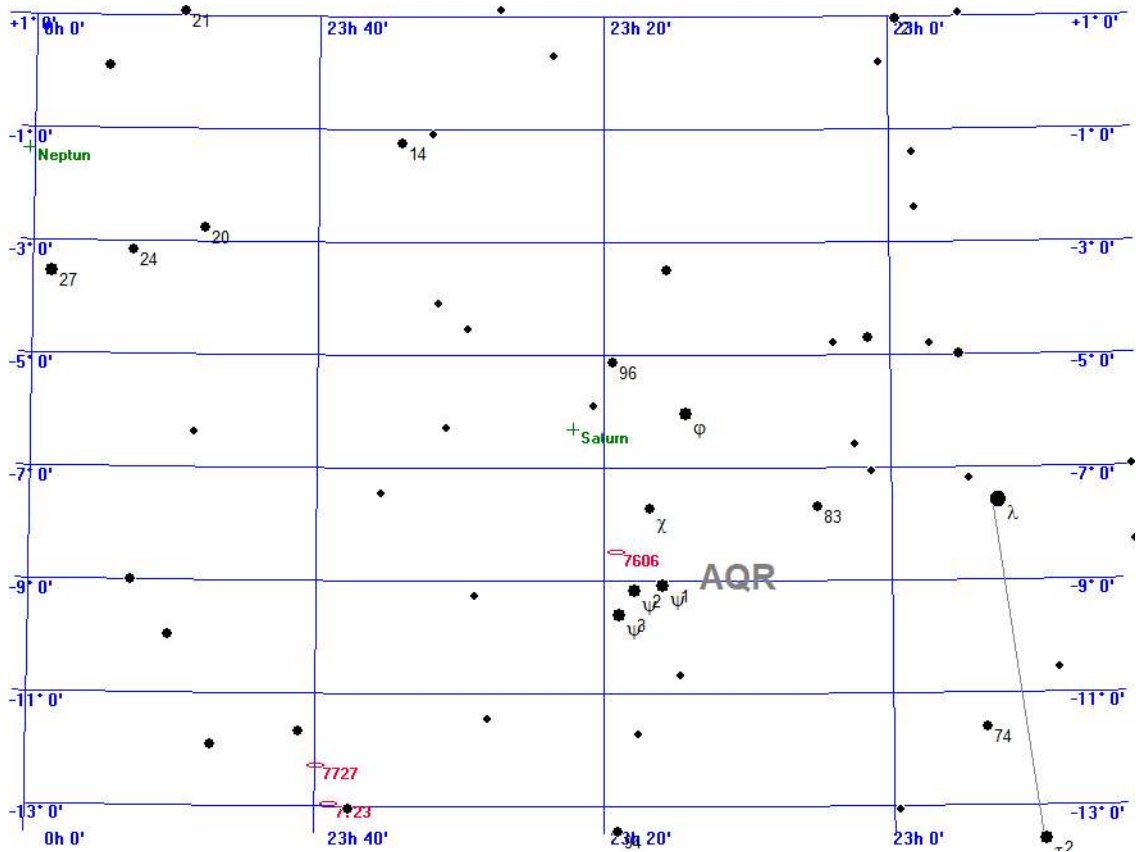 +1° 0' 0h 0' 21 23h 40' 23h 20' 23h 0' 2 +1° 0'
-1° 0' -1° 0'
Neptun 14
20
-3° 0' 24 -3° 0'
27
-5° 0' -5° 0'
96
φ
Saturn
-7° 0' -7° 0'
χ 83 λ
7606
AQR
-9° 0' ψ2 ψ1 -9° 0'
ψ3
-11° 0' -11° 0'
74
7727
-13° 0' 7723 -13° 0'
0h 0' 23h 40' 23h 20' 94 23h 0' τ2